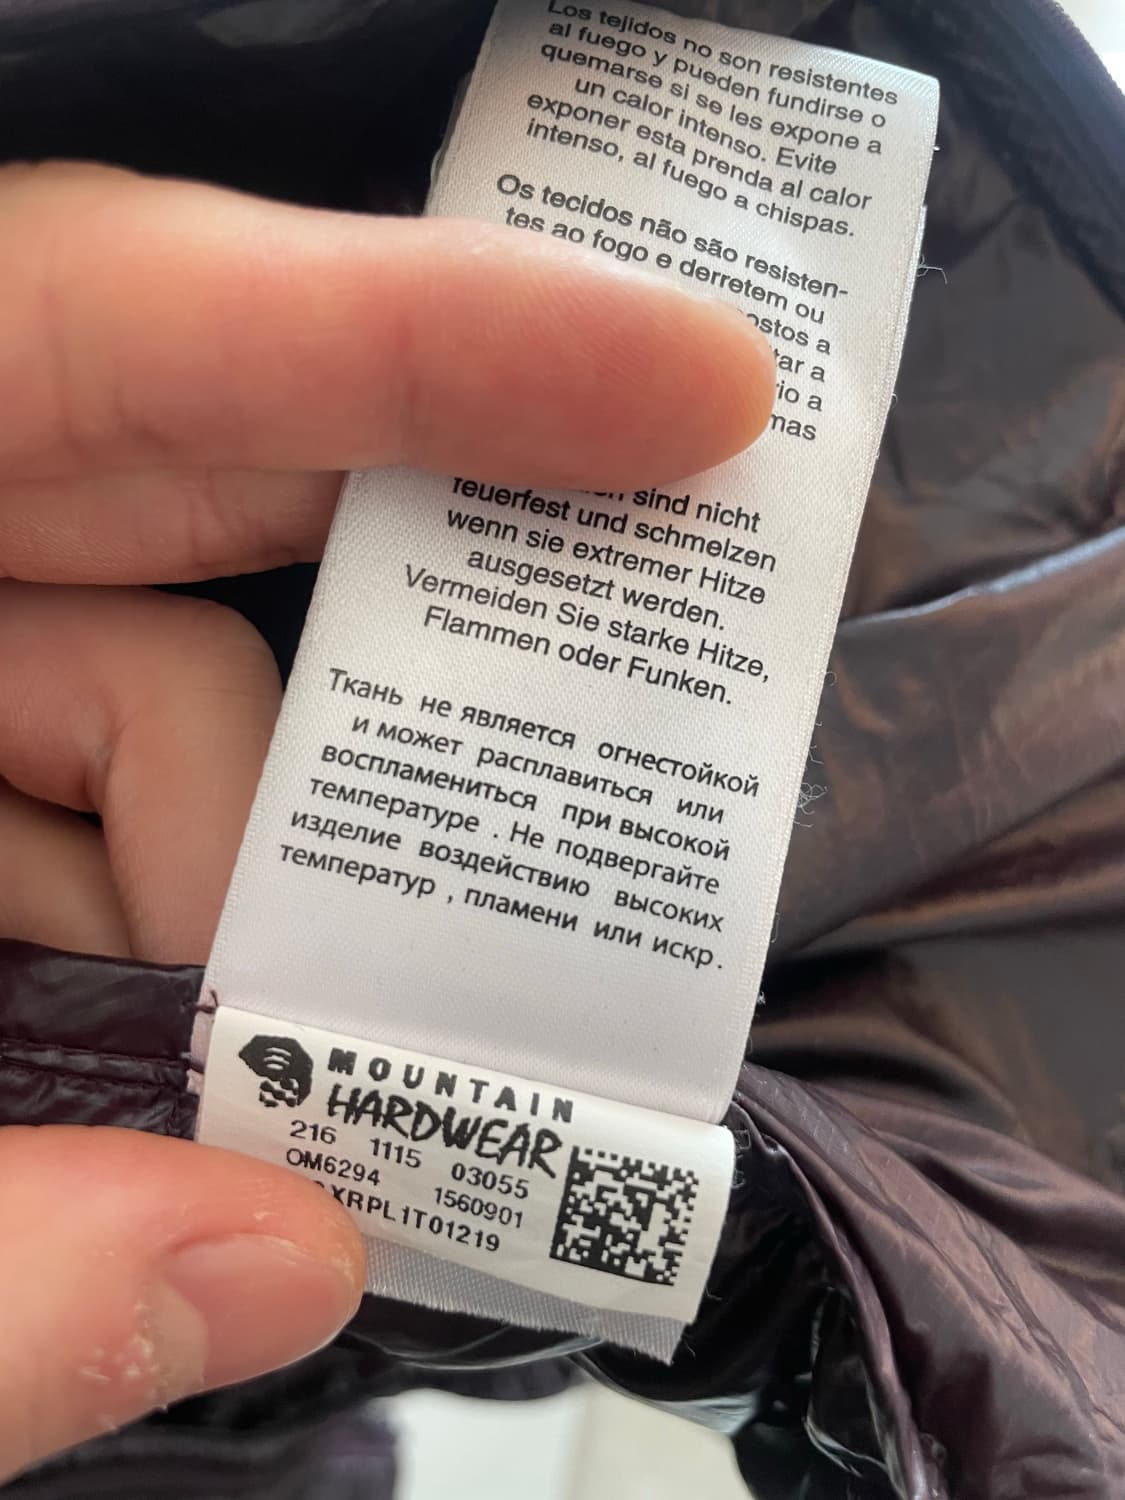 Los tejidos no son resistentes
al fuego y pueden fundirse o
quemarse si se les expone a
un calor intenso. Evite
exponer esta prenda al calor
intenso, al fuego a chispas.
Os tecidos não são resisten-
tes ao fogo e derretem ou
a
a
a
sind nicht
feuerfest und schmelzen
wenn sie extremer Hitze
ausgesetzt werden.
Vermeiden Sie starke Hitze,
Flammen oder Funken.
Ткань не является огнестойкой
и может расплавиться или
воспламениться при высокой
температуре . Не подвергайте
изделие воздействию высоких
температур , пламени или искр.
MOUNTAIN
HARDWEAR
216 1115 03055
OM6294 1560901
XRPL1T01219